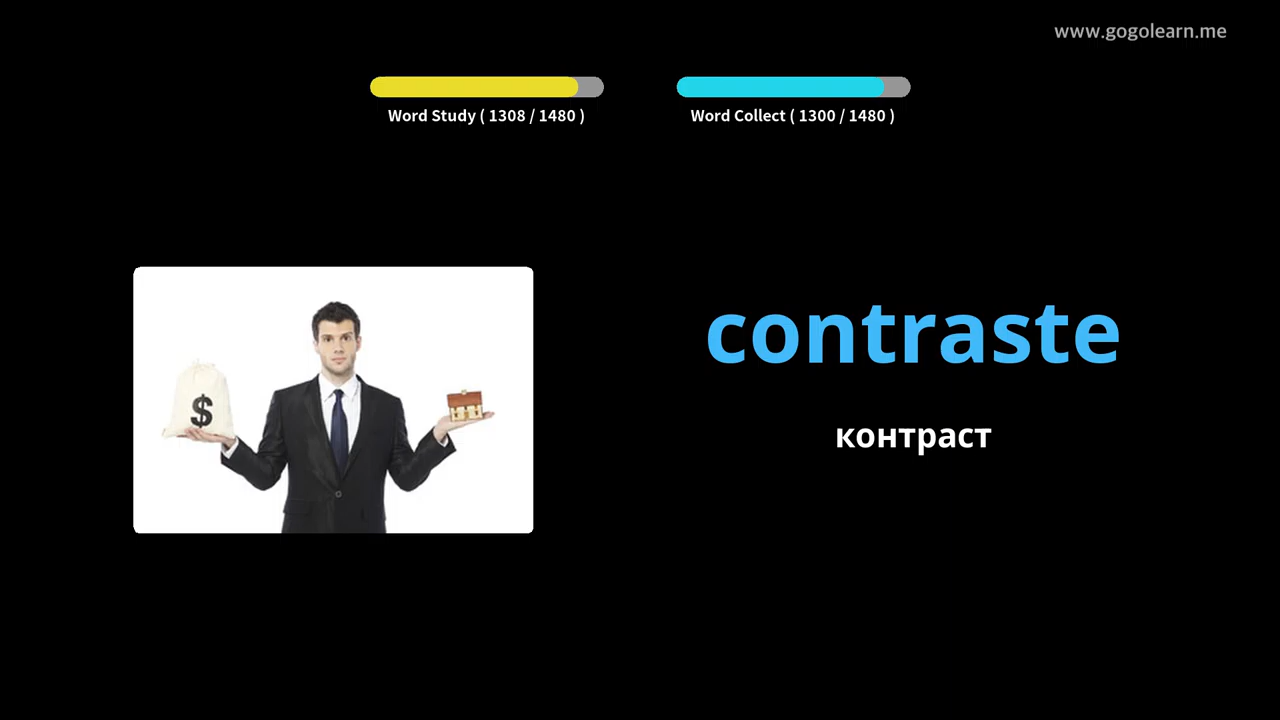 www.gogolearn.me
Word Study ( 1308 / 1480 )
Word Collect ( 1300 / 1480 )
$
contraste
контраст